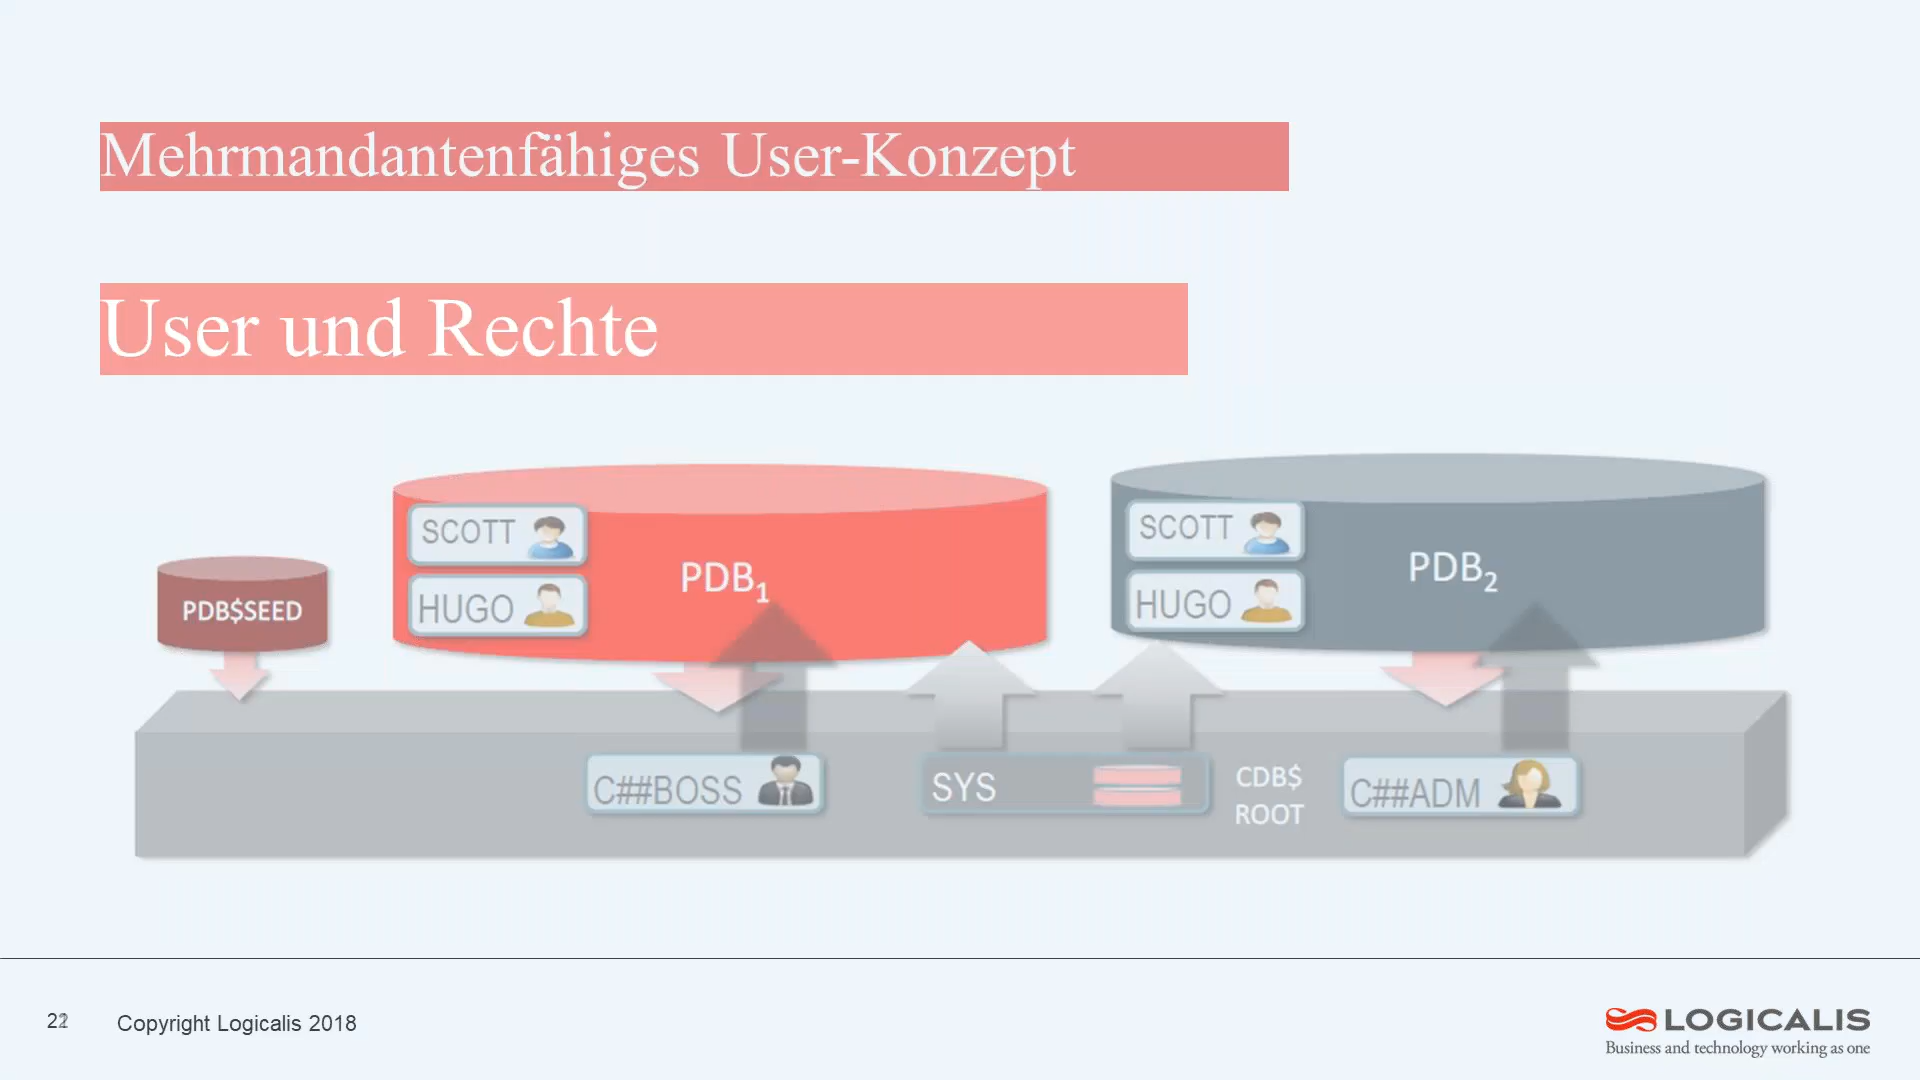 Mehrmandantenfähiges User-Konzept
User und Rechte
SCOTT
HUGO
PDB1
SCOTT
HUGO
PDB2
PDB$SEED
C##BOSS
SYS
CDB$
ROOT
C##ADM
Copyright Logicalis 2018
LOGICALIS
Business and technology working as one